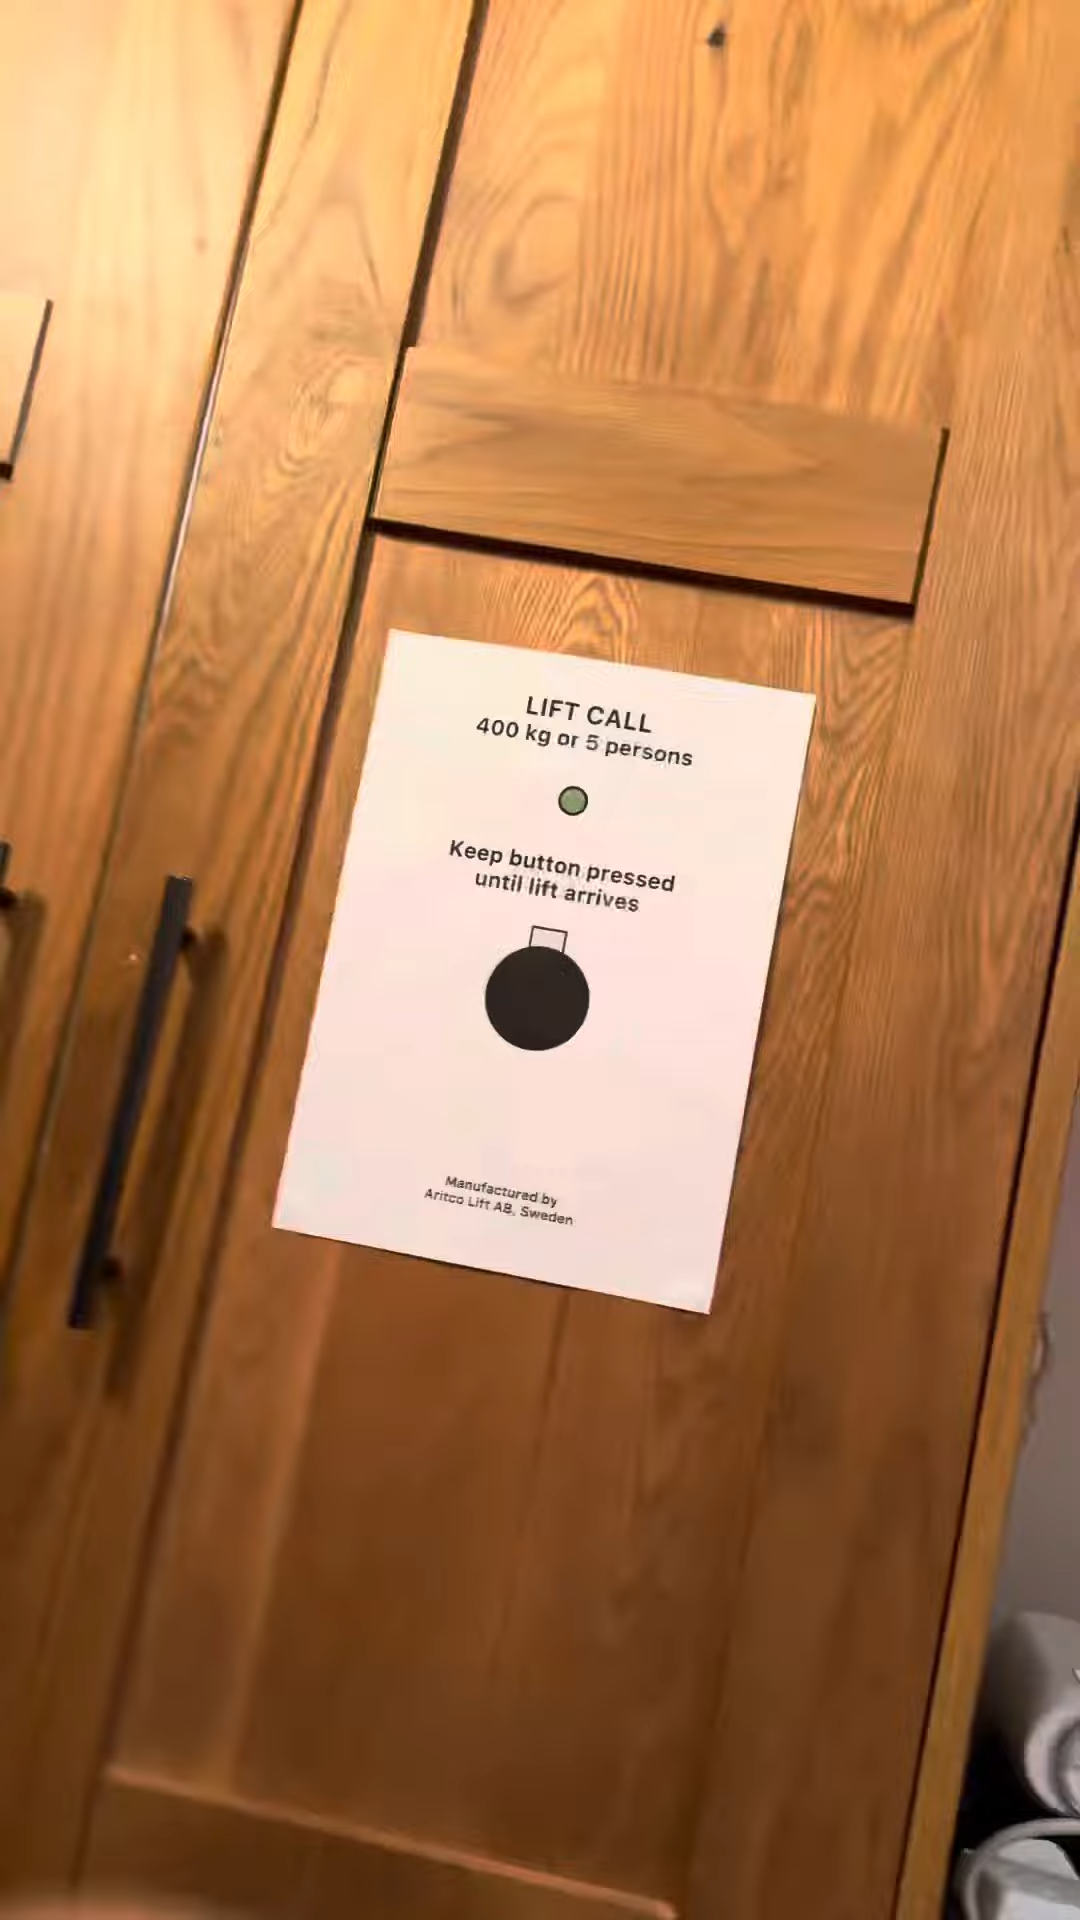 LIFT CALL
400 kg or 5 persons
Keep button pressed
until lift arrives
Manufactured by
Aritco Lift AB, Sweden